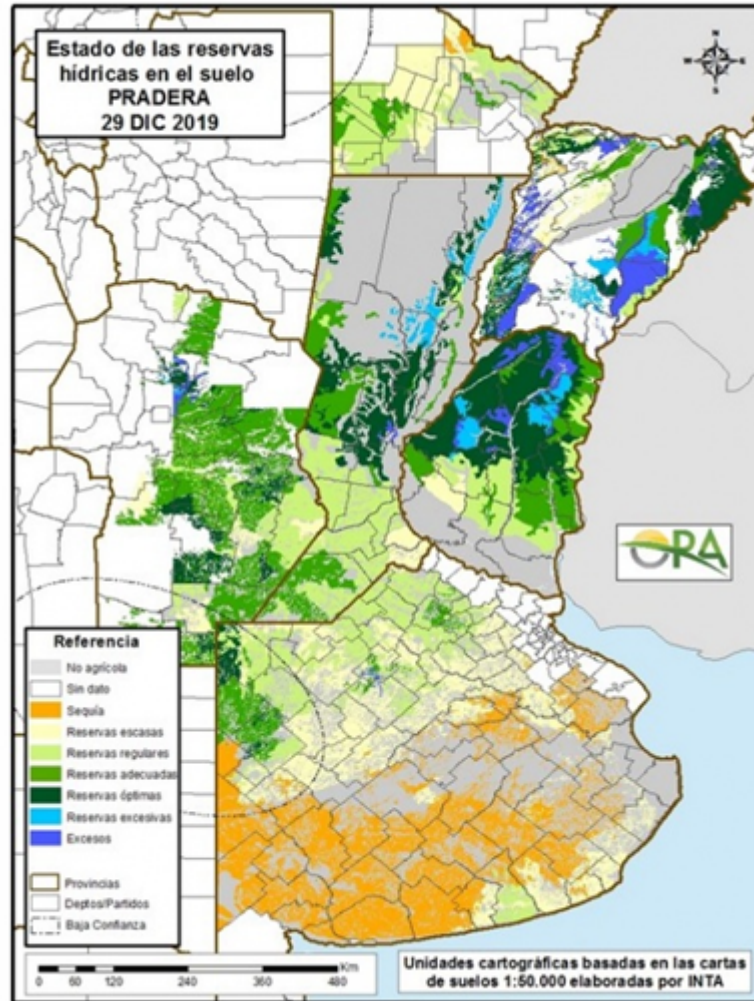 Estado de las reservas
hídricas en el suelo
PRADERA
29 DIC 2019
N
W
E
S
ORA
Referencia
No agrícola
Sin dato
Sequía
Reservas escasas
Reservas regulares
Reservas adecuadas
Reservas óptimas
Reservas excesivas
Excesos
Provincias
Deptos/Partidos
Baja Confianza
Km
0 60 120 240 360 480
Unidades cartográficas basadas en las cartas
de suelos 1:50.000 elaboradas por INTA